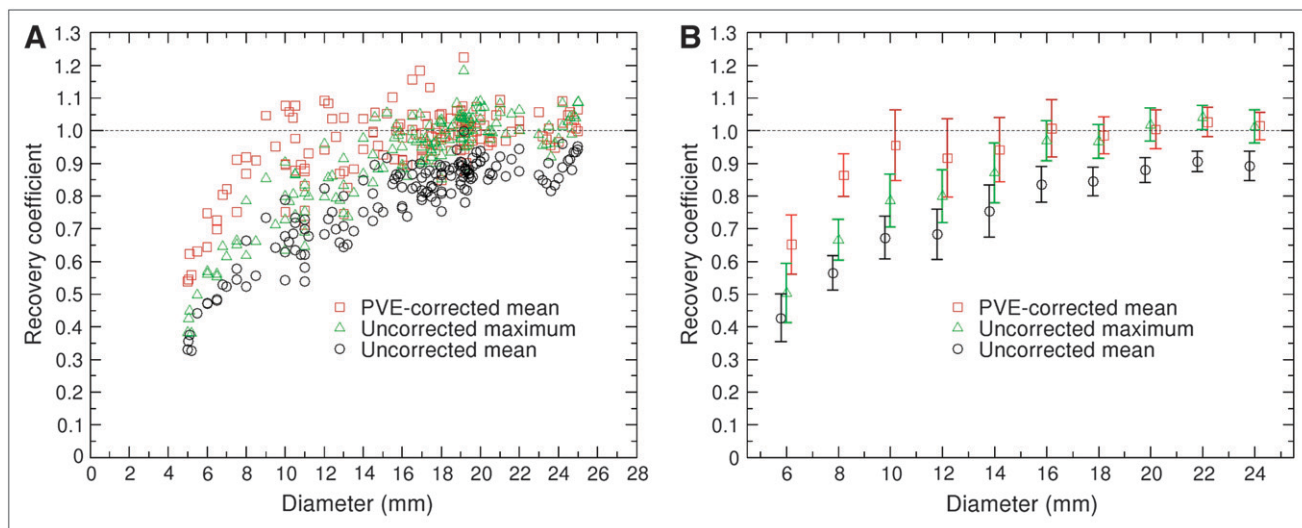 A
1.3
1.2
1.1
1.0
0.9
0.8
0.7
0.6
0.5
0.4
0.3
0.2
0.1
0
Recovery coefficient
PVE-corrected mean
Uncorrected maximum
Uncorrected mean
0 2 4 6 8 10 12 14 16 18 20 22 24 26 28
Diameter (mm)
B
1.3
1.2
1.1
1.0
0.9
0.8
0.7
0.6
0.5
0.4
0.3
0.2
0.1
0
Recovery coefficient
PVE-corrected mean
Uncorrected maximum
Uncorrected mean
6 8 10 12 14 16 18 20 22 24
Diameter (mm)